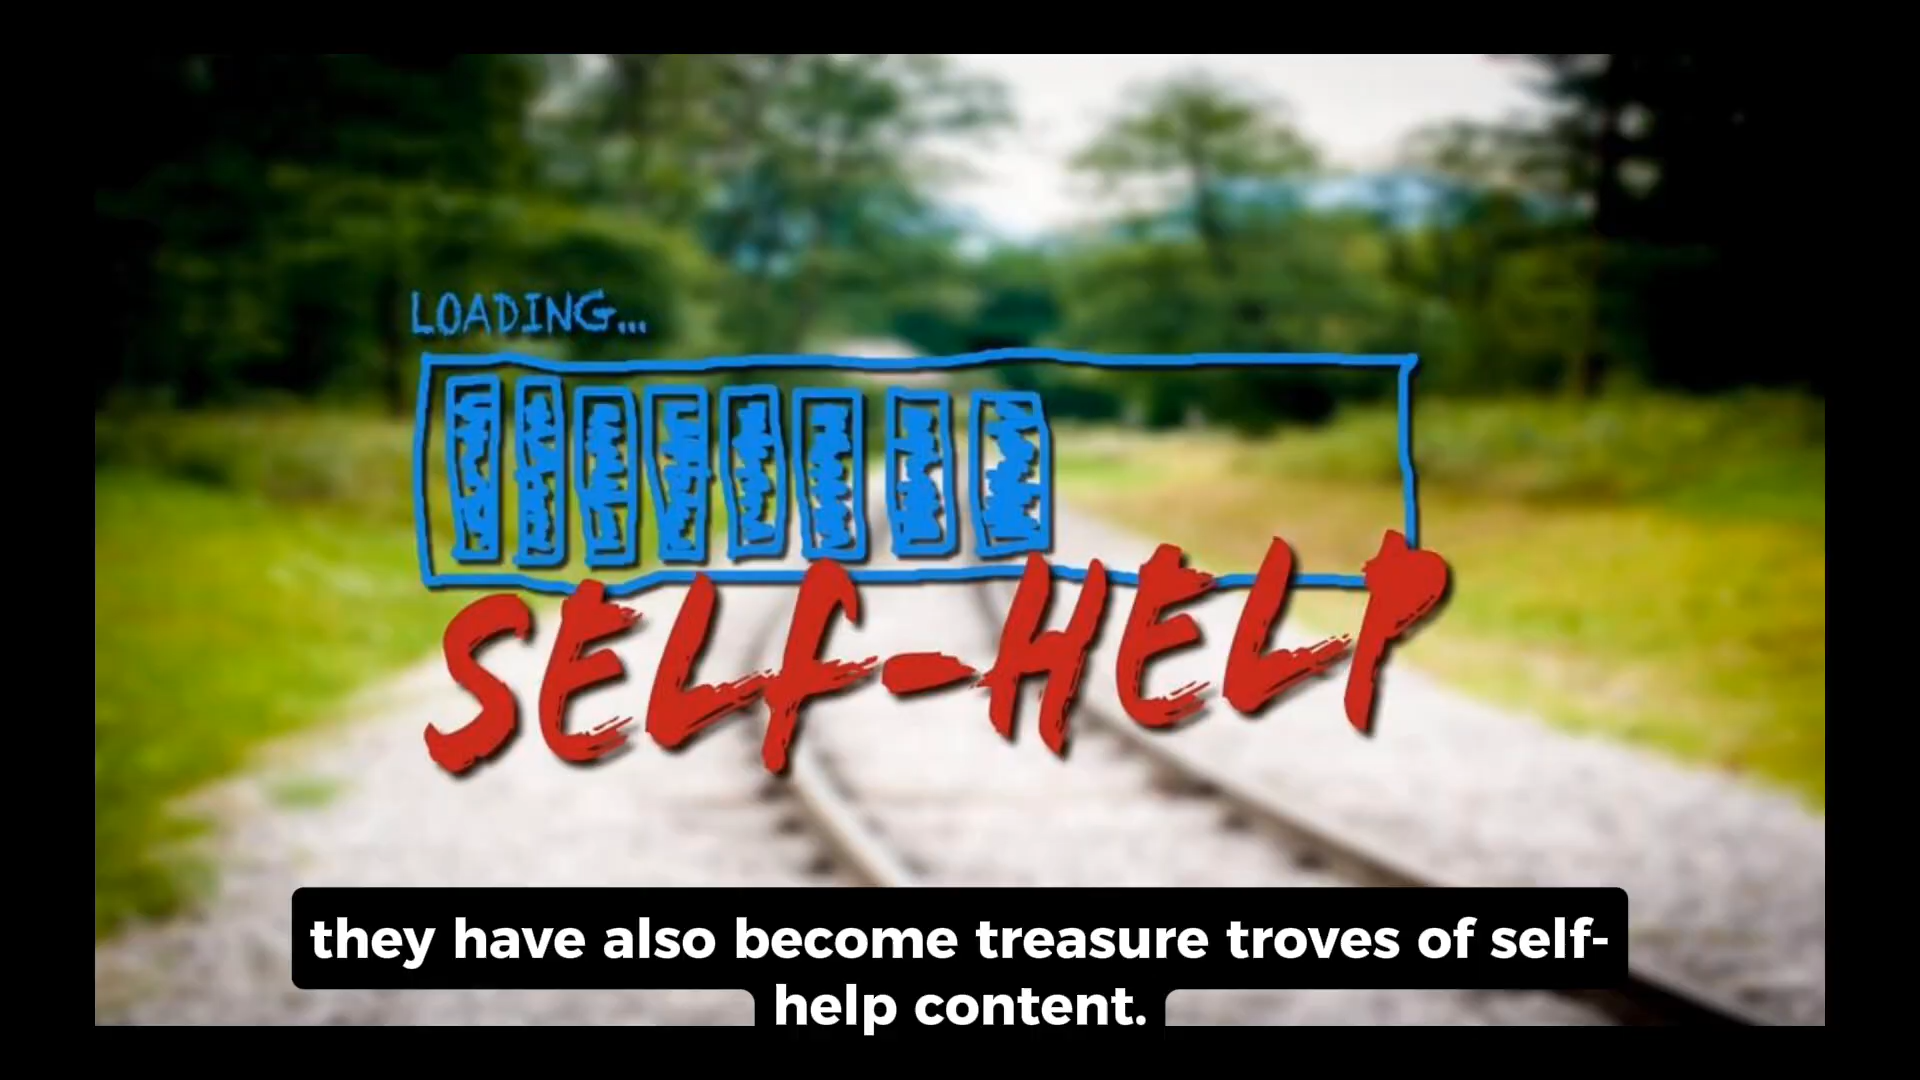 LOADING...
SELF-HELP
they have also become treasure troves of self-
help content.